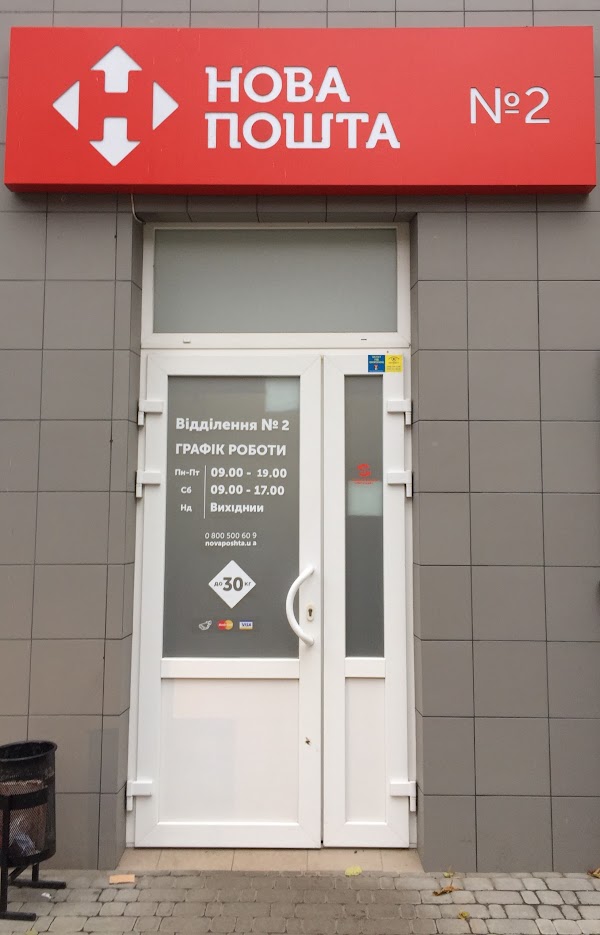 НОВА
ПОШТА
№2
Відділення № 2
ГРАФІК РОБОТИ
Пн-Пт 09.00 - 19.00
Сб 09.00 - 17.00
Нд Вихідний
0 800 500 60 9
novaposhta.u a
до 30 кг
VISA